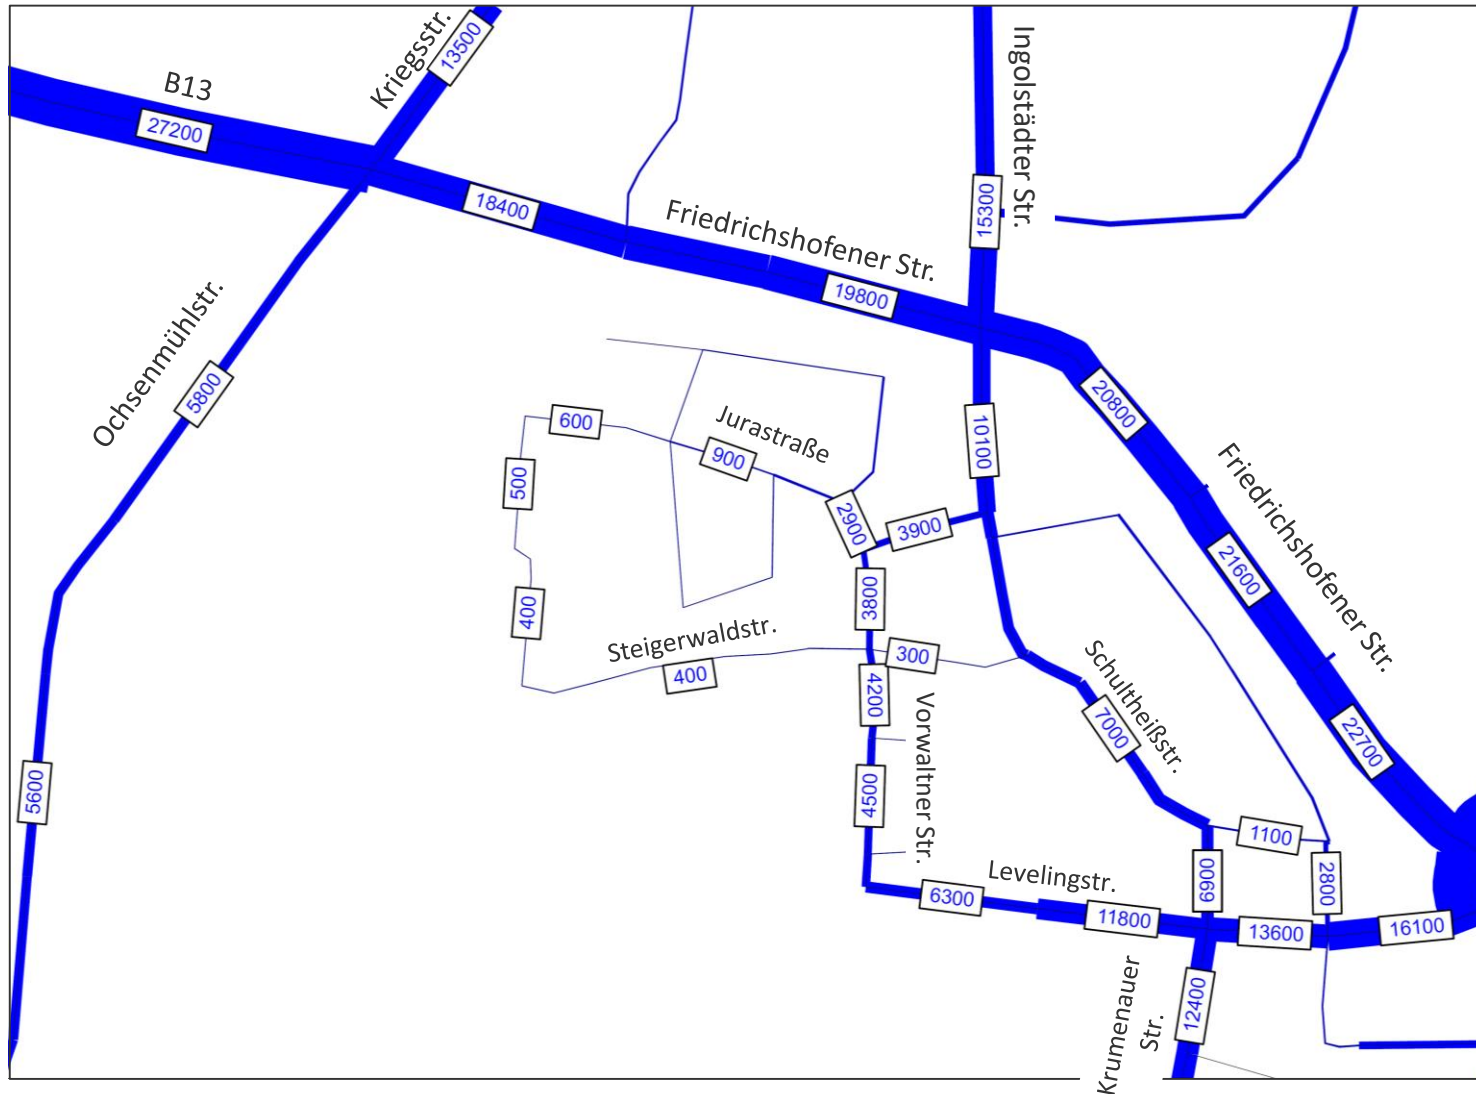 Kriegsstr.
13500
B13
27200
Ingolstädter Str.
15300
18400
Friedrichshofener Str.
19800
Ochsenmühlstr.
5800
20800
600
Jurastraße
900
10100
500
2900
3900
Friedrichshofener Str.
21600
400
3800
Steigerwaldstr.
400
300
4200
Schultheißstr.
7000
22700
Vorwaltner Str.
5600
4500
1100
Levelingstr.
6900
2800
6300
11800
13600
16100
Krumenauer
Str.
12400